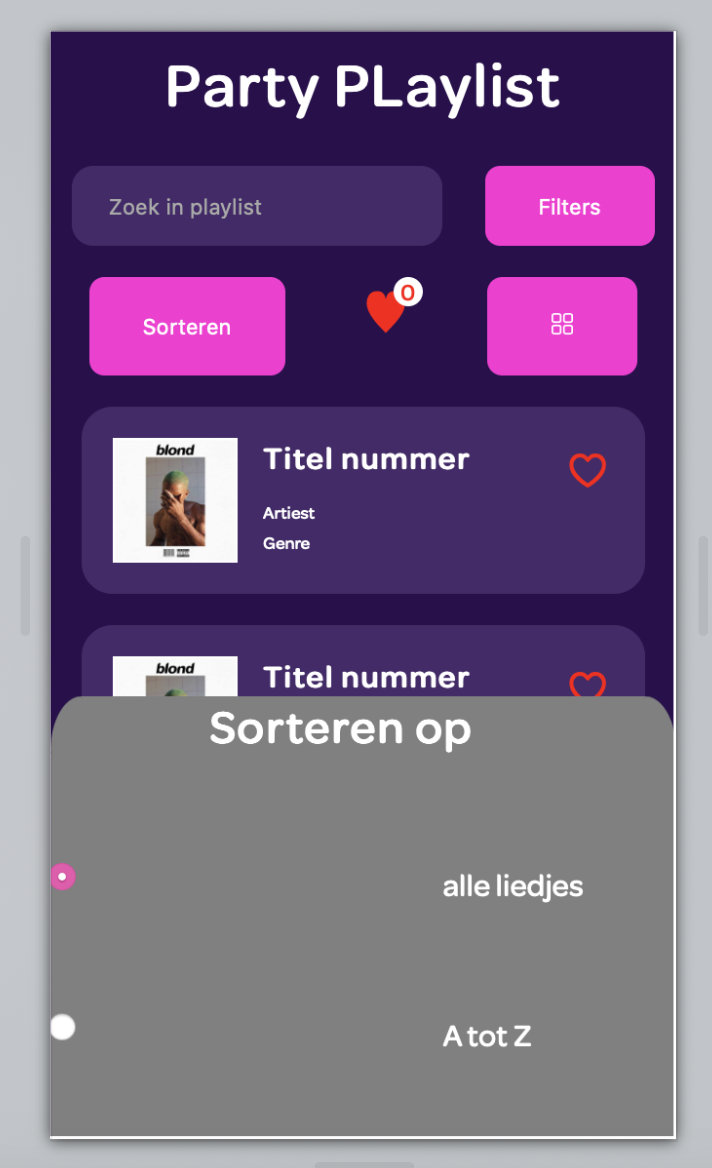 Party PLaylist
Zoek in playlist
Filters
Sorteren
0
blond
Titel nummer
Artiest
Genre
blond
Titel nummer
Sorteren op
alle liedjes
A tot Z